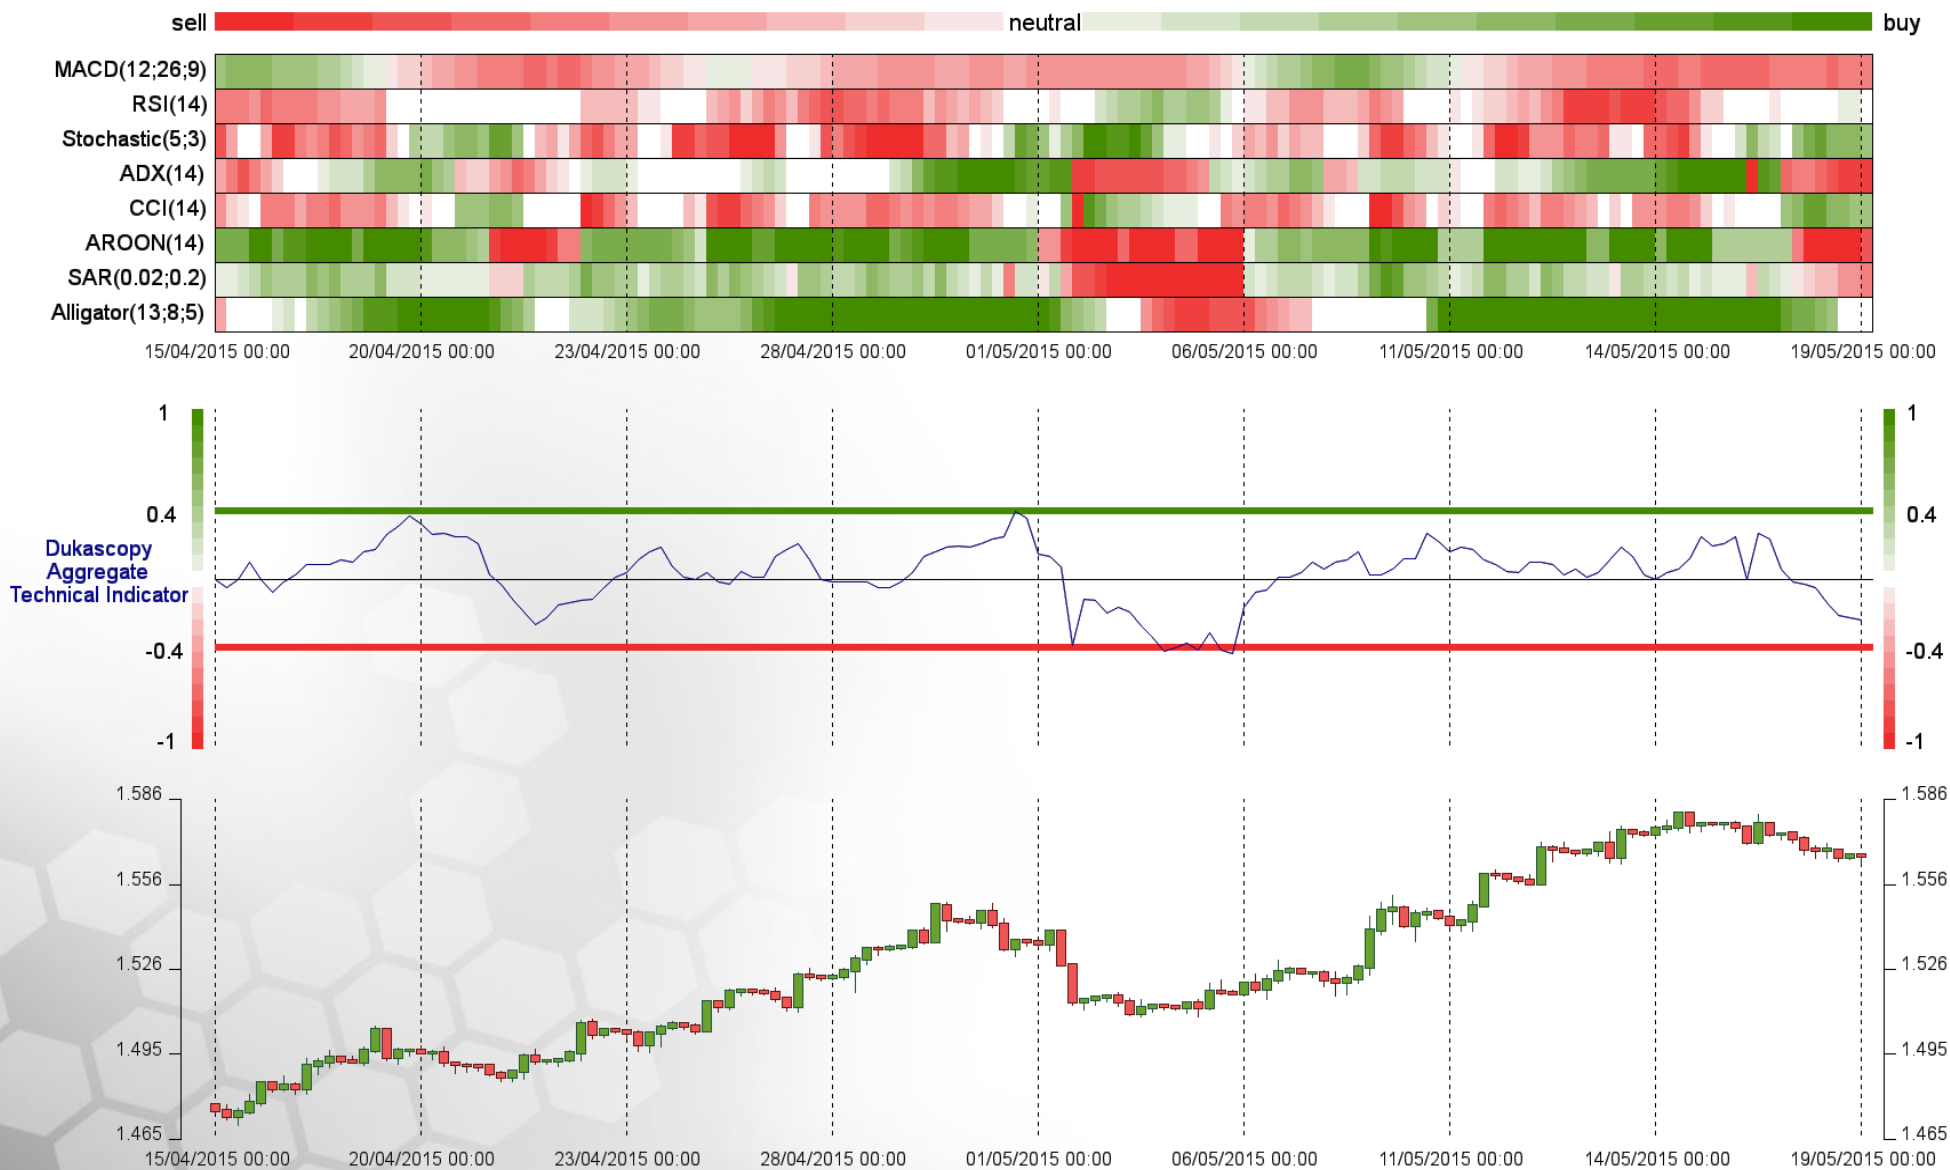 sell neutral buy
MACD(12;26;9)
RSI(14)
Stochastic(5;3)
ADX(14)
CCI(14)
AROON(14)
SAR(0.02;0.2)
Alligator(13;8;5)
15/04/2015 00:00 20/04/2015 00:00 23/04/2015 00:00 28/04/2015 00:00 01/05/2015 00:00 06/05/2015 00:00 11/05/2015 00:00 14/05/2015 00:00 19/05/2015 00:00
1 1
0.4 0.4
Dukascopy
Aggregate
Technical Indicator
-0.4 -0.4
-1 -1
1.586 1.586
1.556 1.556
1.526 1.526
1.495 1.495
1.465 1.465
15/04/2015 00:00 20/04/2015 00:00 23/04/2015 00:00 28/04/2015 00:00 01/05/2015 00:00 06/05/2015 00:00 11/05/2015 00:00 14/05/2015 00:00 19/05/2015 00:00